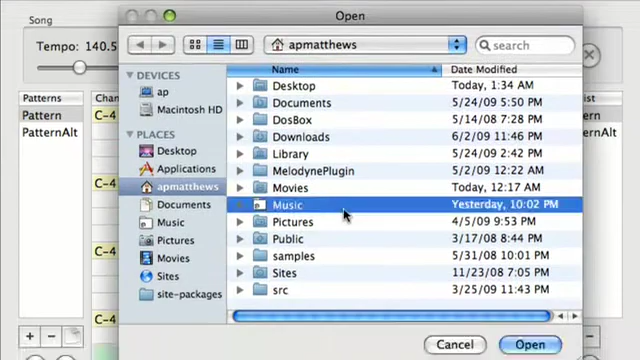 Open
Song
Tempo: 140.5
apmatthews
search
Patterns:
Pattern
PatternAlt
C-4
C-4
C-4
C-4
DEVICES
ap
Macintosh HD
PLACES
Desktop
Applications
apmatthews
Documents
Music
Pictures
Movies
Sites
site-packages
Name Date Modified
Desktop Today, 1:34 AM
Documents 5/24/09 5:50 PM
DosBox 5/14/08 7:28 PM
Downloads 6/2/09 11:46 PM
Library 5/24/09 2:42 PM
MelodynePlugin 5/2/09 12:22 AM
Movies Today, 12:17 AM
Music Yesterday, 10:02 PM
Pictures 4/5/09 9:53 PM
Public 3/17/08 8:44 PM
samples 5/31/08 10:01 PM
Sites 11/23/08 7:05 PM
src 3/25/09 11:43 PM
Cancel
Open